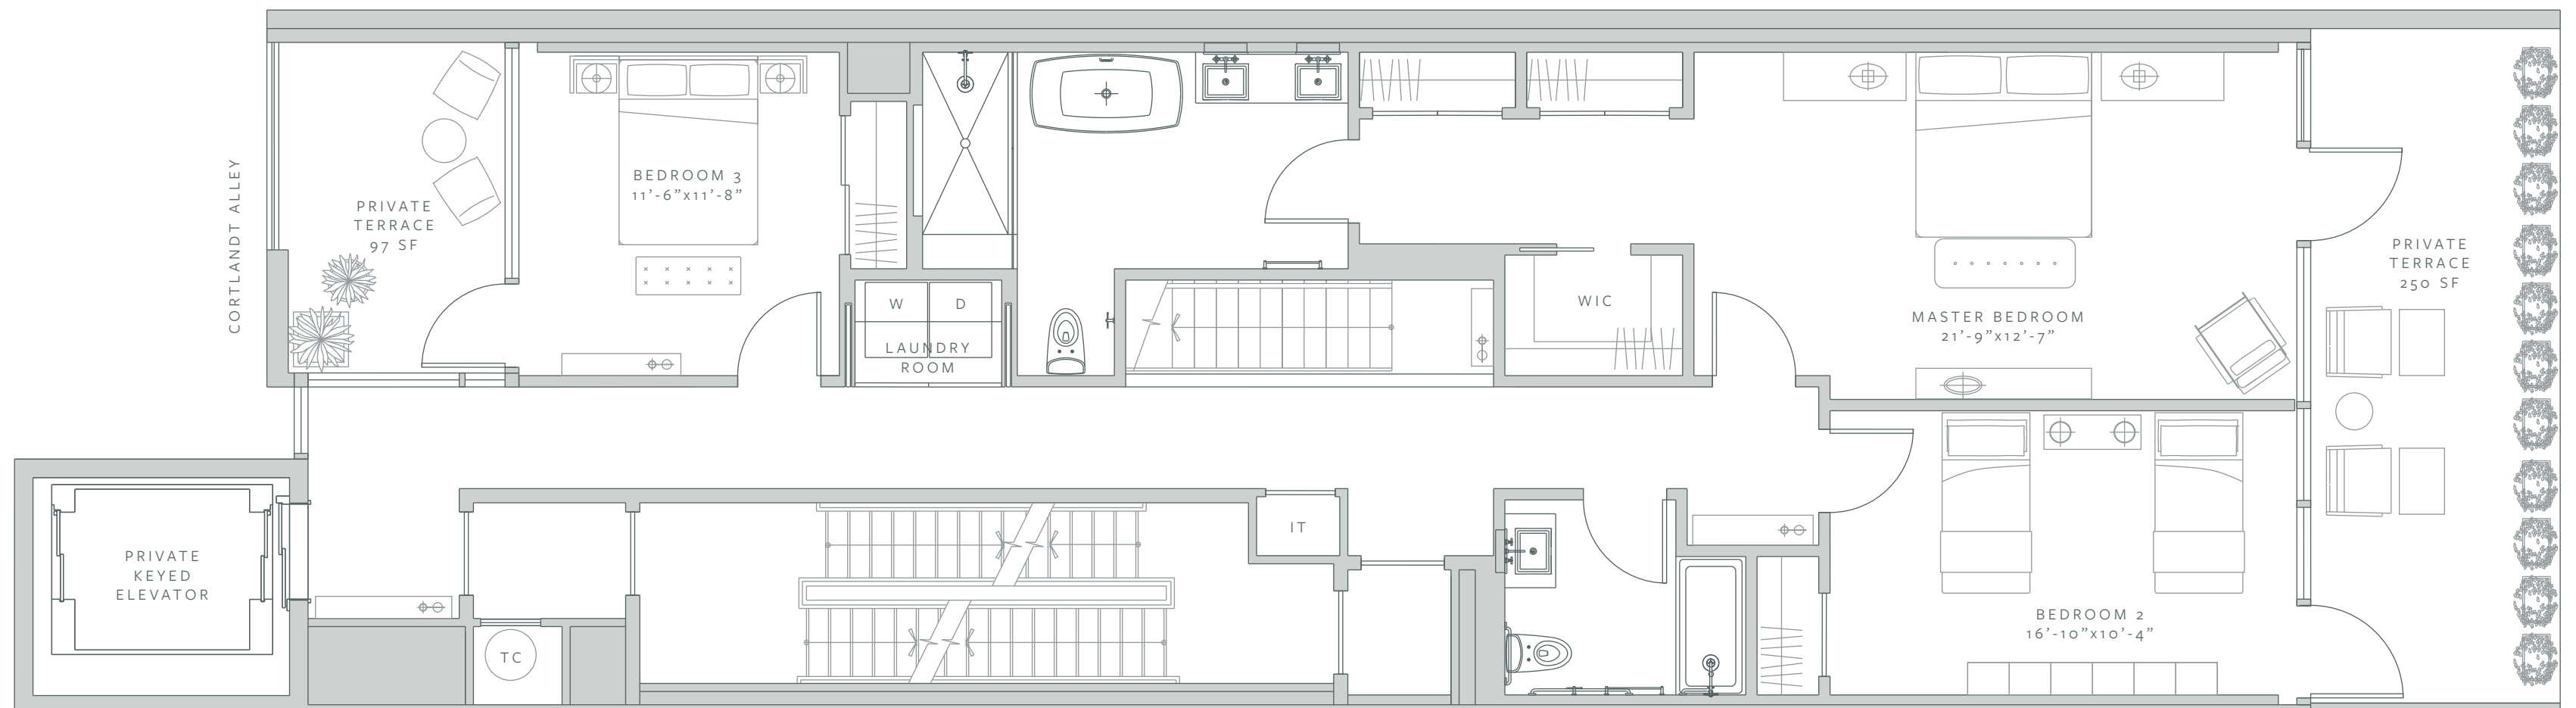 CORTLANDT ALLEY
PRIVATE
TERRACE
97 SF
BEDROOM 3
11'-6"x11'-8"
W
D
LAUNDRY
ROOM
WIC
MASTER BEDROOM
21'-9"x12'-7"
PRIVATE
TERRACE
250 SF
PRIVATE
KEYED
ELEVATOR
TC
IT
BEDROOM 2
16'-10"x10'-4"